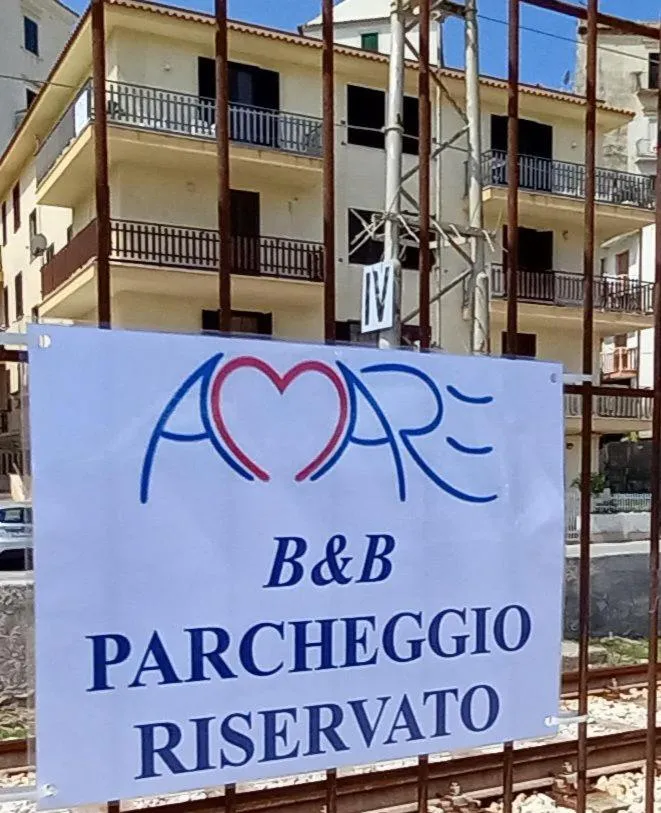 IV
AMARE
B&B
PARCHEGGIO
RISERVATO